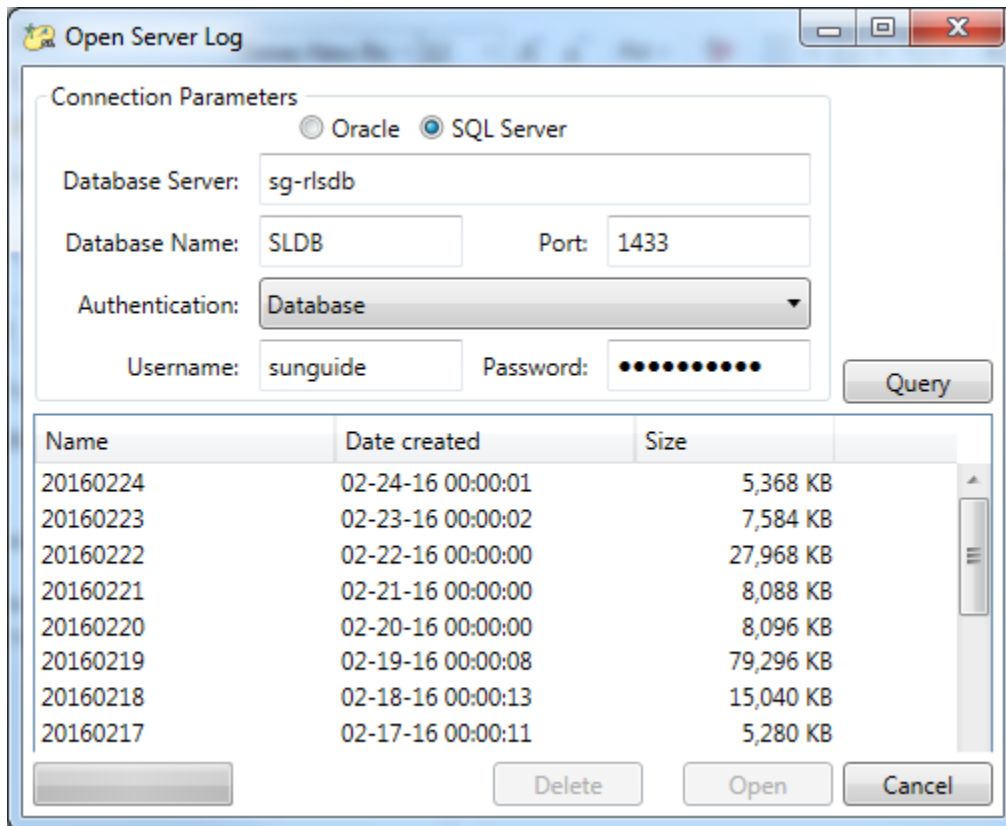 Open Server Log
Connection Parameters
Oracle SQL Server
Database Server: sg-rlsdb
Database Name: SLDB Port: 1433
Authentication: Database
Username: sunguide Password: ●●●●●●●●●●
Query
Name Date created Size
20160224 02-24-16 00:00:01 5,368 KB
20160223 02-23-16 00:00:02 7,584 KB
20160222 02-22-16 00:00:00 27,968 KB
20160221 02-21-16 00:00:00 8,088 KB
20160220 02-20-16 00:00:00 8,096 KB
20160219 02-19-16 00:00:08 79,296 KB
20160218 02-18-16 00:00:13 15,040 KB
20160217 02-17-16 00:00:11 5,280 KB
Delete Open Cancel